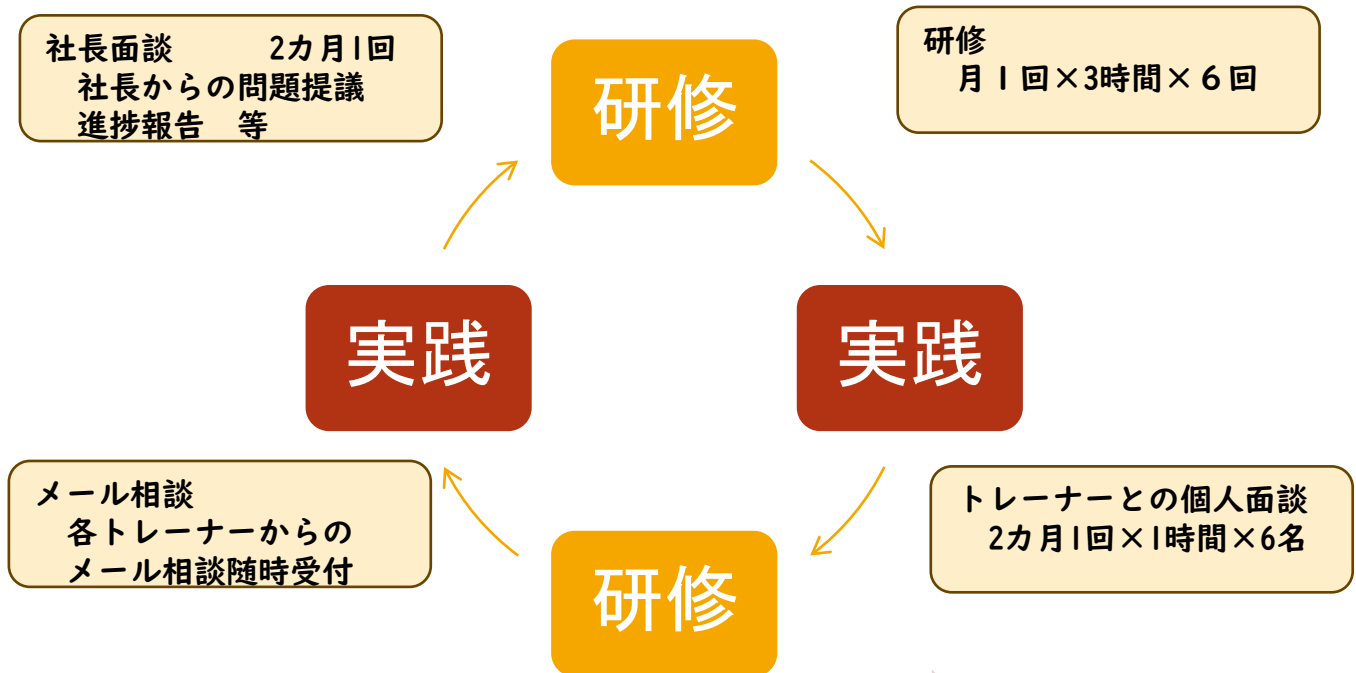 社長面談　　　2カ月1回
社長からの問題提議
進捗報告　等
研修
研修
月1回×3時間×6回
実践
実践
メール相談
各トレーナーからの
メール相談随時受付
研修
トレーナーとの個人面談
2カ月1回×1時間×6名